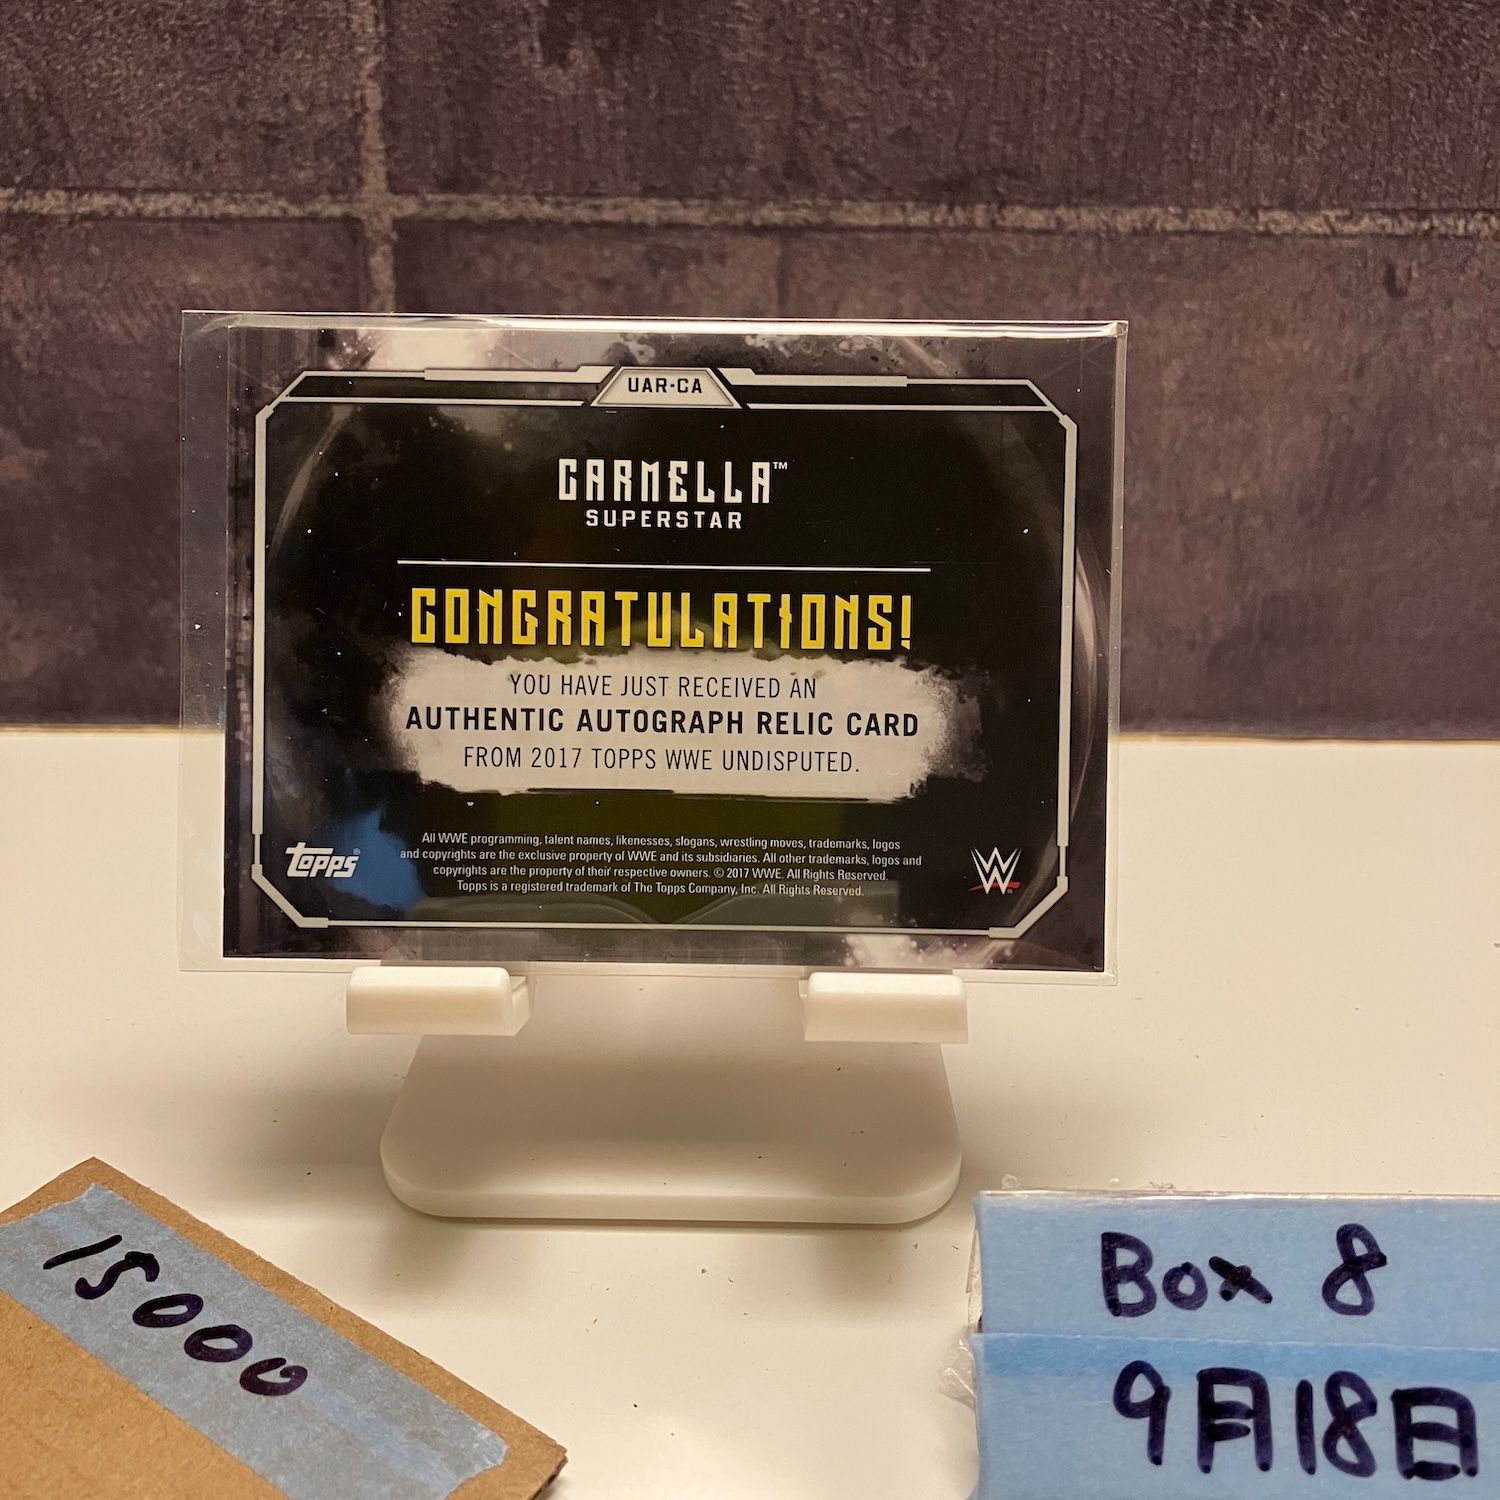 UAR-CA
CARMELLA™
SUPERSTAR
CONGRATULATIONS!
YOU HAVE JUST RECEIVED AN
AUTHENTIC AUTOGRAPH RELIC CARD
FROM 2017 TOPPS WWE UNDISPUTED.
All WWE programming, talent names, likenesses, slogans, wrestling moves, trademarks, logos
and copyrights are the exclusive property of WWE and its subsidiaries. All other trademarks, logos and
copyrights are the property of their respective owners. © 2017 WWE. All Rights Reserved.
Topps is a registered trademark of The Topps Company, Inc. All Rights Reserved.
Topps®
W
15000
Box 8
9月18日